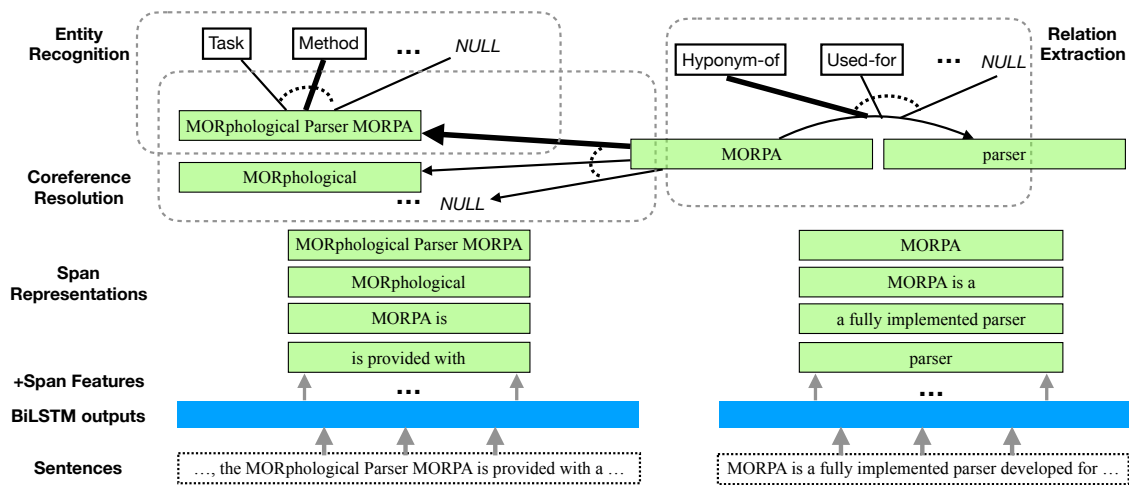 Entity
Recognition
Task
Method
...
NULL
Hyponym-of
Used-for
...
NULL
Relation
Extraction
MORphological Parser MORPA
MORPA
parser
Coreference
Resolution
MORphological
...
NULL
Span
Representations
MORphological Parser MORPA
MORphological
MORPA is
is provided with
...
MORPA
MORPA is a
a fully implemented parser
parser
...
+Span Features
BiLSTM outputs
Sentences
…, the MORphological Parser MORPA is provided with a …
MORPA is a fully implemented parser developed for …